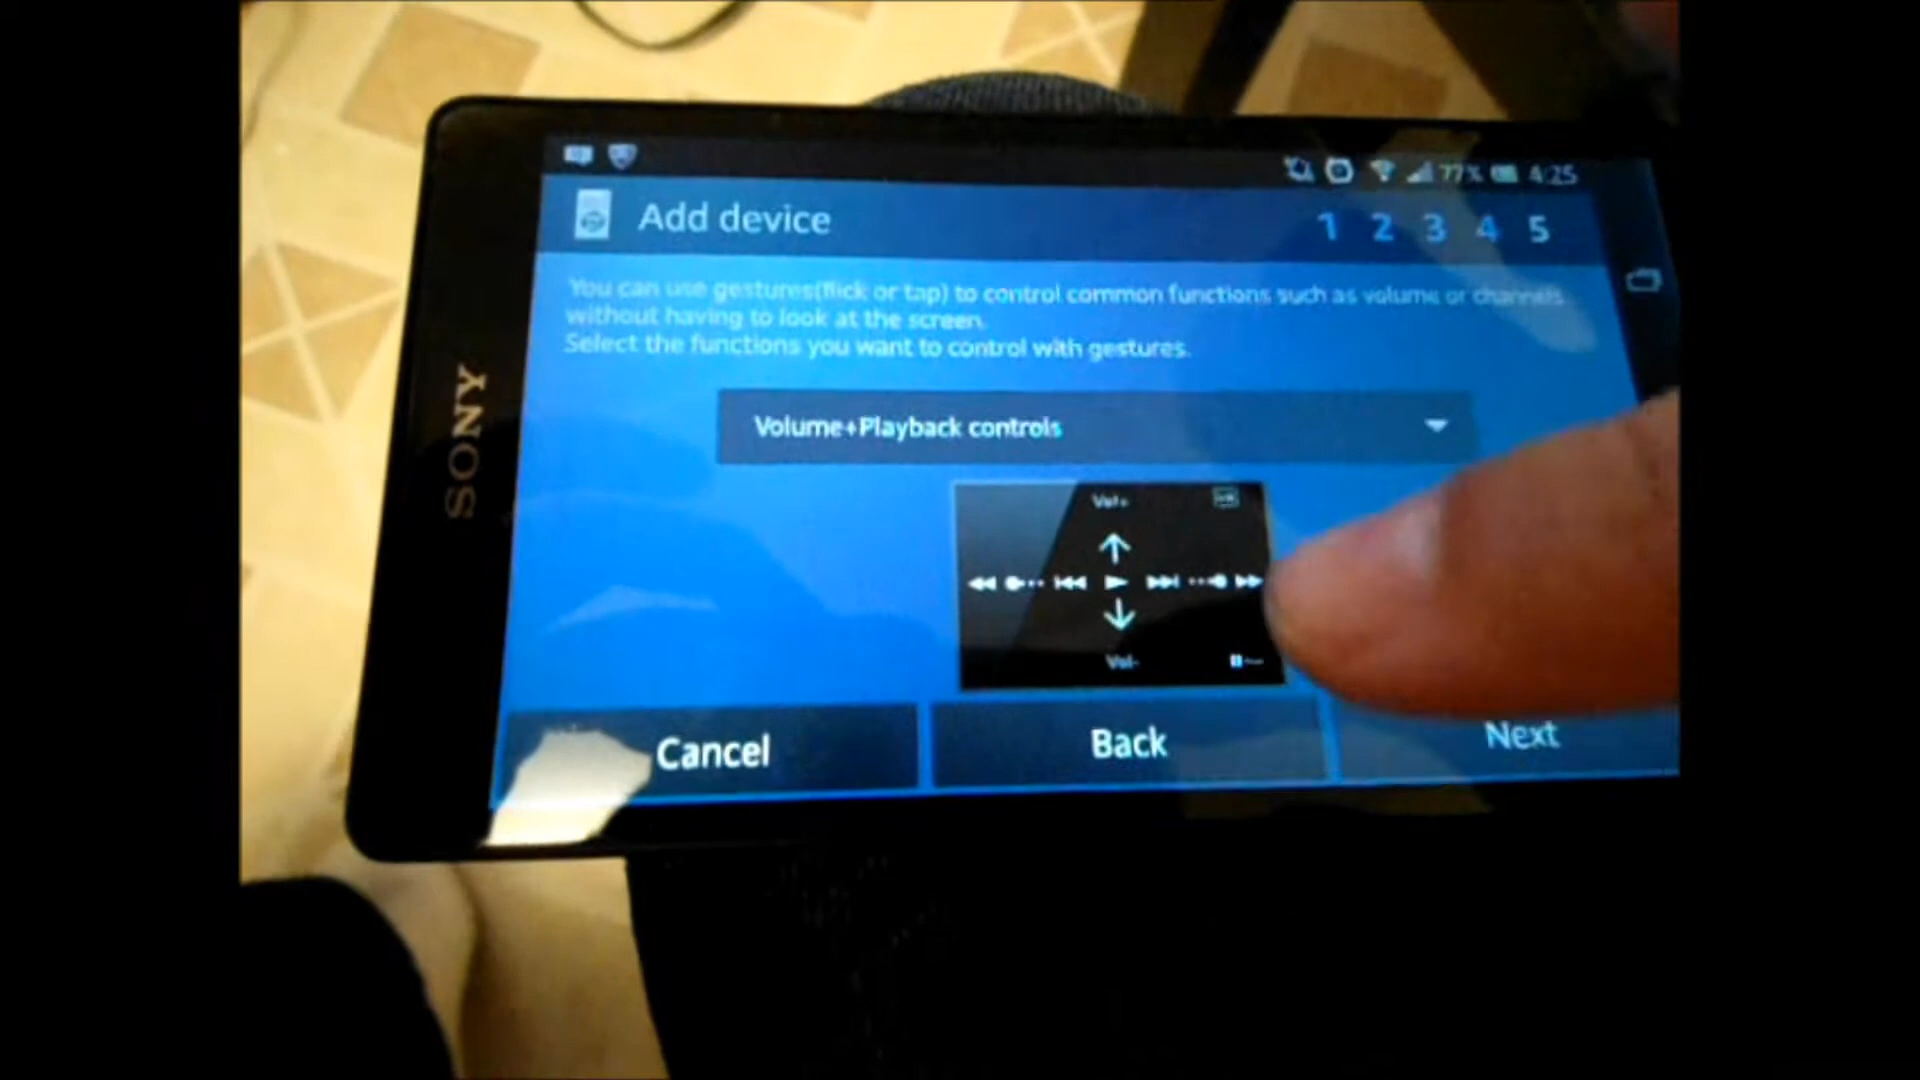 77% 4:25
Add device
1 2 3 4 5
You can use gestures(flick or tap) to control common functions such as volume or channels
without having to look at the screen.
Select the functions you want to control with gestures.
Volume+Playback controls
Vol+
Vol-
Cancel
Back
Next
SONY